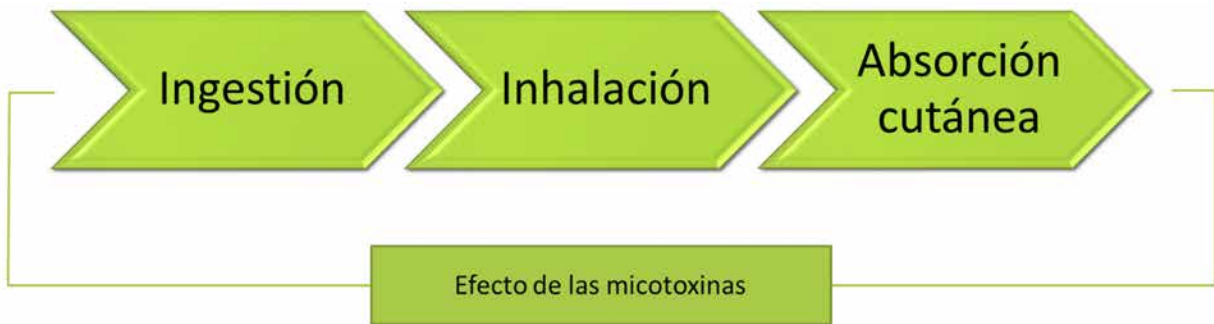 Ingestión
Inhalación
Absorción
cutánea
Efecto de las micotoxinas